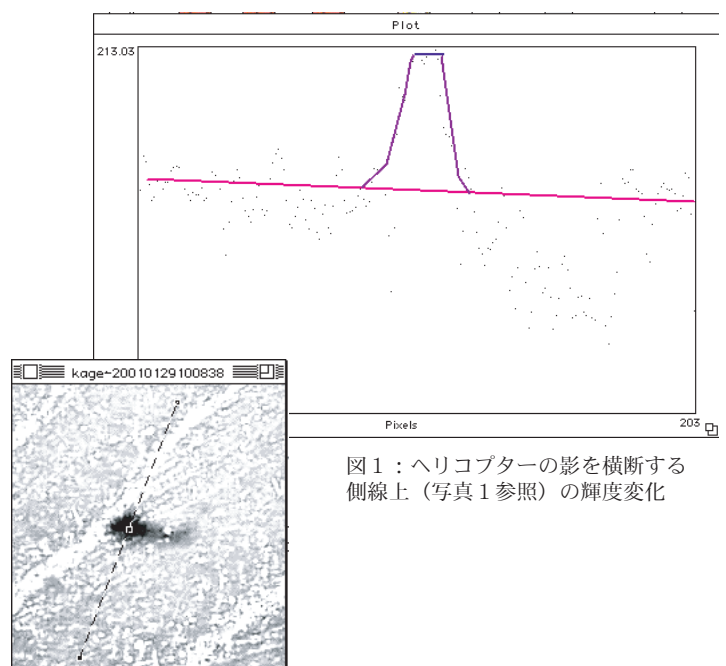 Plot
213.03
Pixels
203
kage~20010129100838
図１：ヘリコプターの影を横断する
側線上（写真１参照）の輝度変化